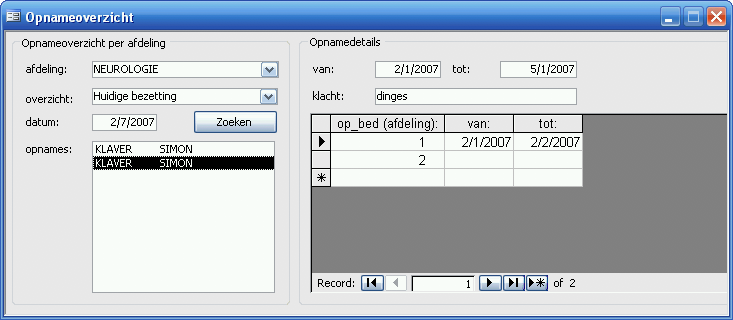 Opnameoverzicht
Opnameoverzicht per afdeling
afdeling: NEUROLOGIE
overzicht: Huidige bezetting
datum: 2/7/2007 Zoeken
opnames: KLAVER SIMON
KLAVER SIMON
Opnamedetails
van: 2/1/2007 tot: 5/1/2007
klacht: dinges
op_bed (afdeling): van: tot:
1 2/1/2007 2/2/2007
2
Record: 1 of 2